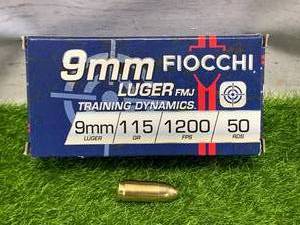 9mm FIOCCHI
LUGER FMJ
TRAINING DYNAMICS
9mm 115 1200 50
LUGER GR FPS RDS